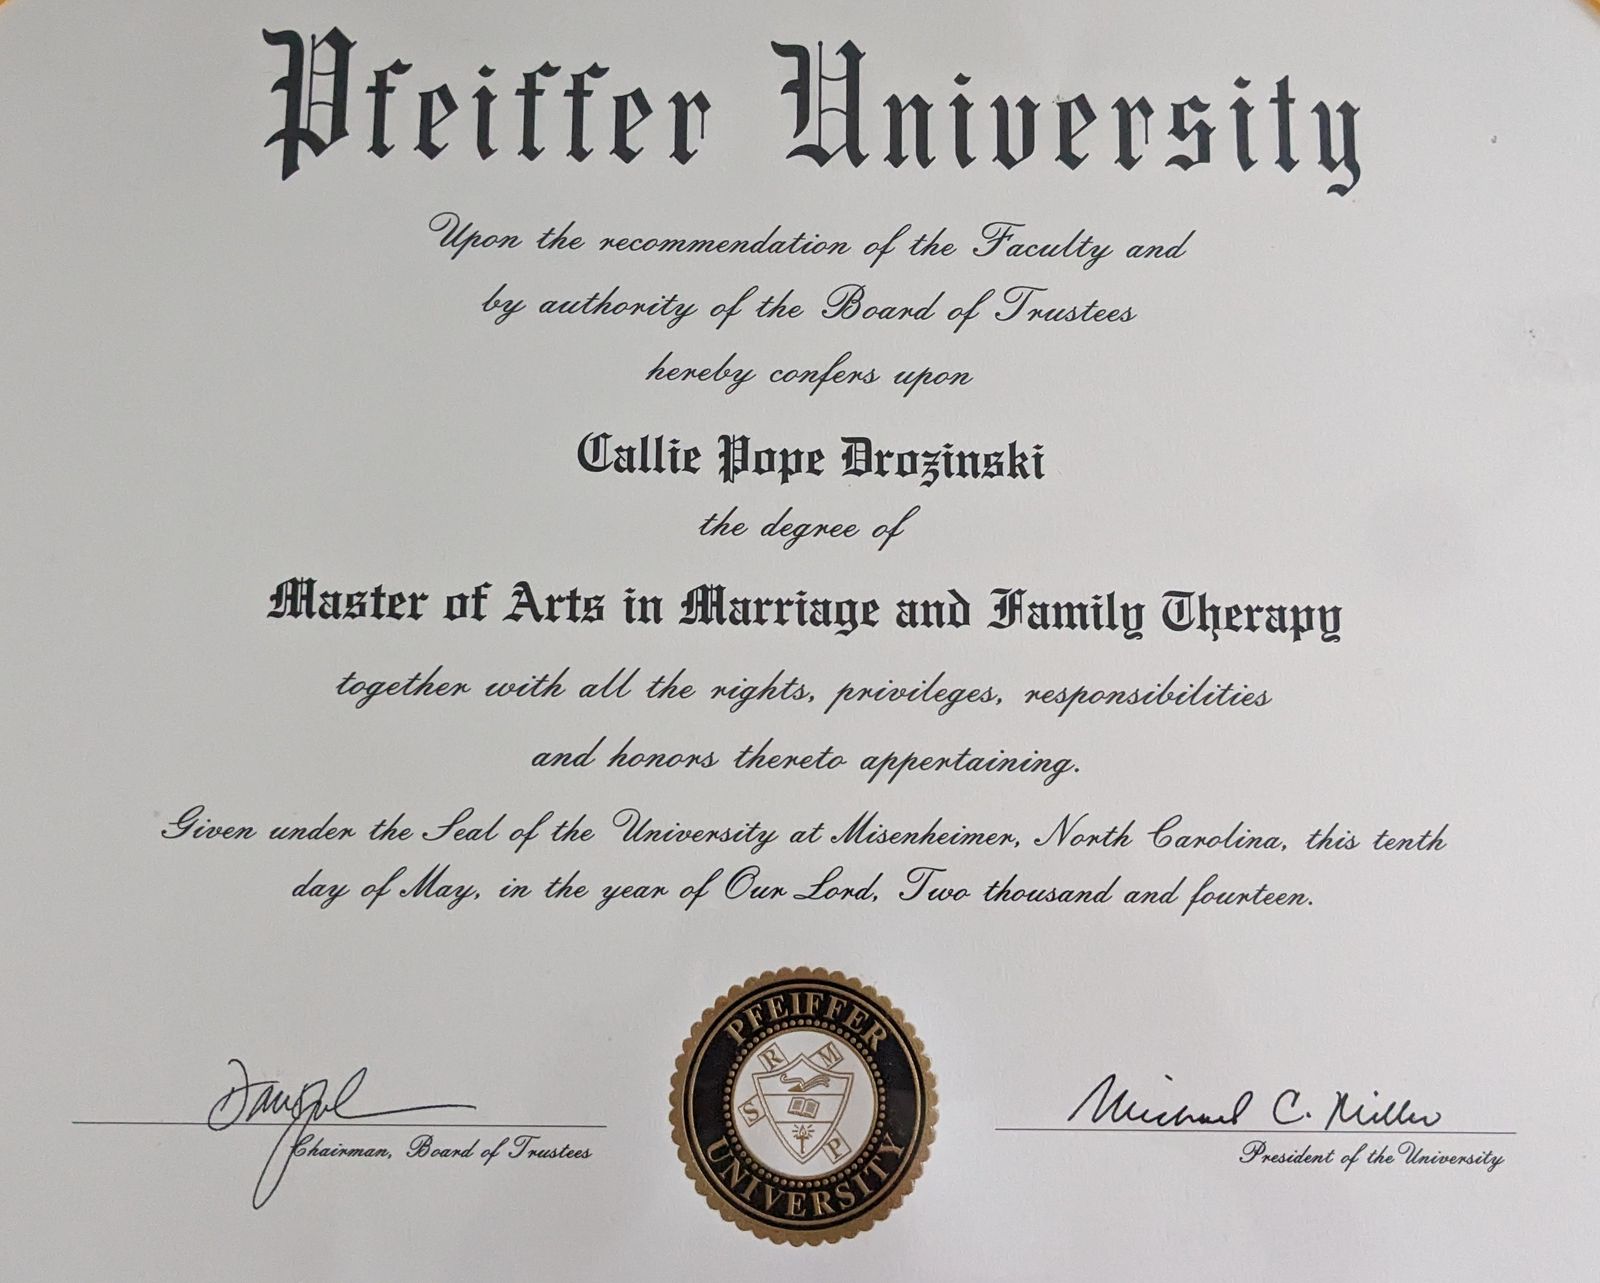 Pfeiffer University
Upon the recommendation of the Faculty and
by authority of the Board of Trustees
hereby confers upon
Callie Pope Drozinski
the degree of
Master of Arts in Marriage and Family Therapy
together with all the rights, privileges, responsibilities
and honors thereto appertaining.
Given under the Seal of the University at Misenheimer, North Carolina, this tenth
day of May, in the year of Our Lord, Two thousand and fourteen.
PFEIFFER
R M
S P
UNIVERSITY
Chairman, Board of Trustees
Michael C. Miller
President of the University